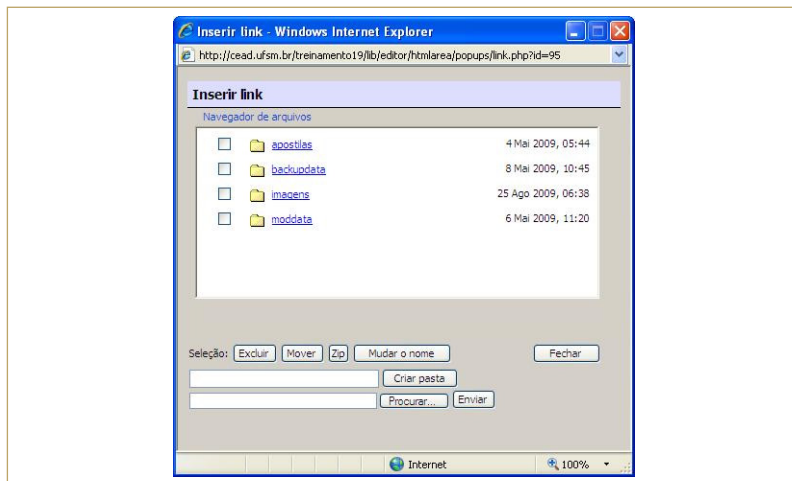 Inserir link - Windows Internet Explorer
http://cead.ufsm.br/treinamento19/lib/editor/htmlarea/popups/link.php?id=95
Inserir link
Navegador de arquivos
apostilas 4 Mai 2009, 05:44
backupdata 8 Mai 2009, 10:45
imagens 25 Ago 2009, 06:38
moddata 6 Mai 2009, 11:20
Seleção: Excluir Mover Zip Mudar o nome Fechar
Criar pasta
Procurar... Enviar
Internet 100%